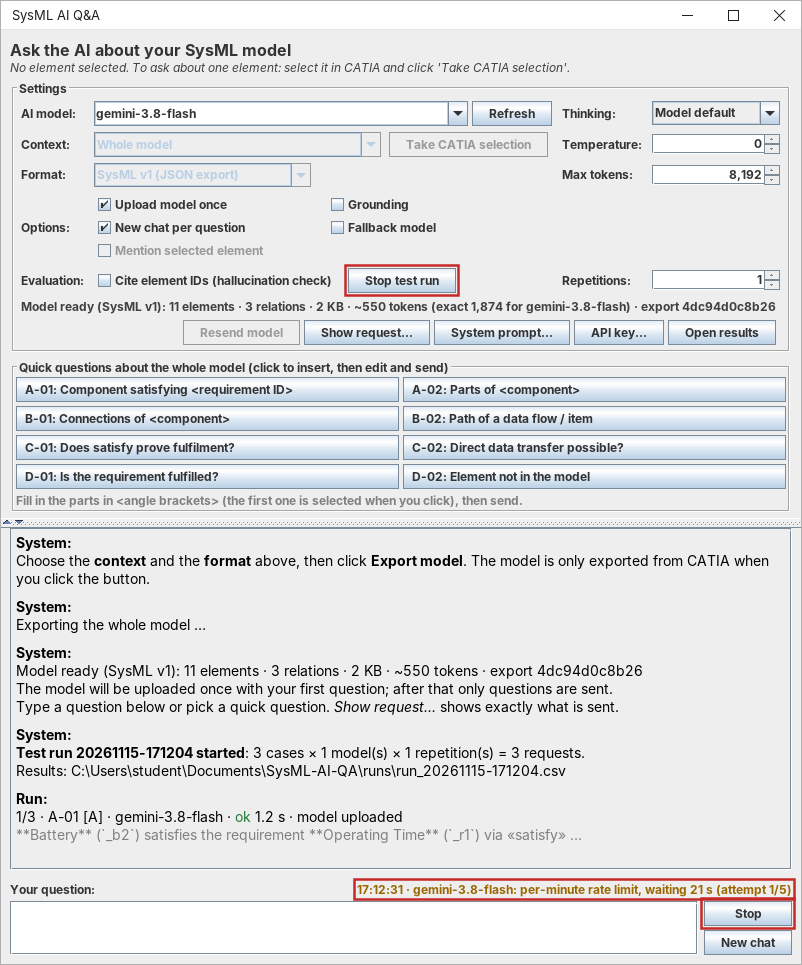 SysML AI Q&A
Ask the AI about your SysML model
No element selected. To ask about one element: select it in CATIA and click 'Take CATIA selection'.
Settings
AI model: gemini-3.8-flash Refresh Thinking: Model default
Context: Whole model Take CATIA selection Temperature: 0
Format: SysML v1 (JSON export) Max tokens: 8,192
Upload model once Grounding
Options: New chat per question Fallback model
Mention selected element
Evaluation: Cite element IDs (hallucination check) Stop test run Repetitions: 1
Model ready (SysML v1): 11 elements · 3 relations · 2 KB · ~550 tokens (exact 1,874 for gemini-3.8-flash) · export 4dc94d0c8b26
Resend model Show request... System prompt... API key... Open results
Quick questions about the whole model (click to insert, then edit and send)
A-01: Component satisfying <requirement ID> A-02: Parts of <component>
B-01: Connections of <component> B-02: Path of a data flow / item
C-01: Does satisfy prove fulfilment? C-02: Direct data transfer possible?
D-01: Is the requirement fulfilled? D-02: Element not in the model
Fill in the parts in <angle brackets> (the first one is selected when you click), then send.
System:
Choose the context and the format above, then click Export model. The model is only exported from CATIA when
you click the button.
System:
Exporting the whole model ...
System:
Model ready (SysML v1): 11 elements · 3 relations · 2 KB · ~550 tokens · export 4dc94d0c8b26
The model will be uploaded once with your first question; after that only questions are sent.
Type a question below or pick a quick question. Show request... shows exactly what is sent.
System:
Test run 20261115-171204 started: 3 cases × 1 model(s) × 1 repetition(s) = 3 requests.
Results: C:\Users\student\Documents\SysML-AI-QA\runs\run_20261115-171204.csv
Run:
1/3 · A-01 [A] · gemini-3.8-flash · ok 1.2 s · model uploaded
**Battery** (`_b2`) satisfies the requirement **Operating Time** (`_r1`) via «satisfy» ...
Your question: 17:12:31 · gemini-3.8-flash: per-minute rate limit, waiting 21 s (attempt 1/5)
Stop
New chat